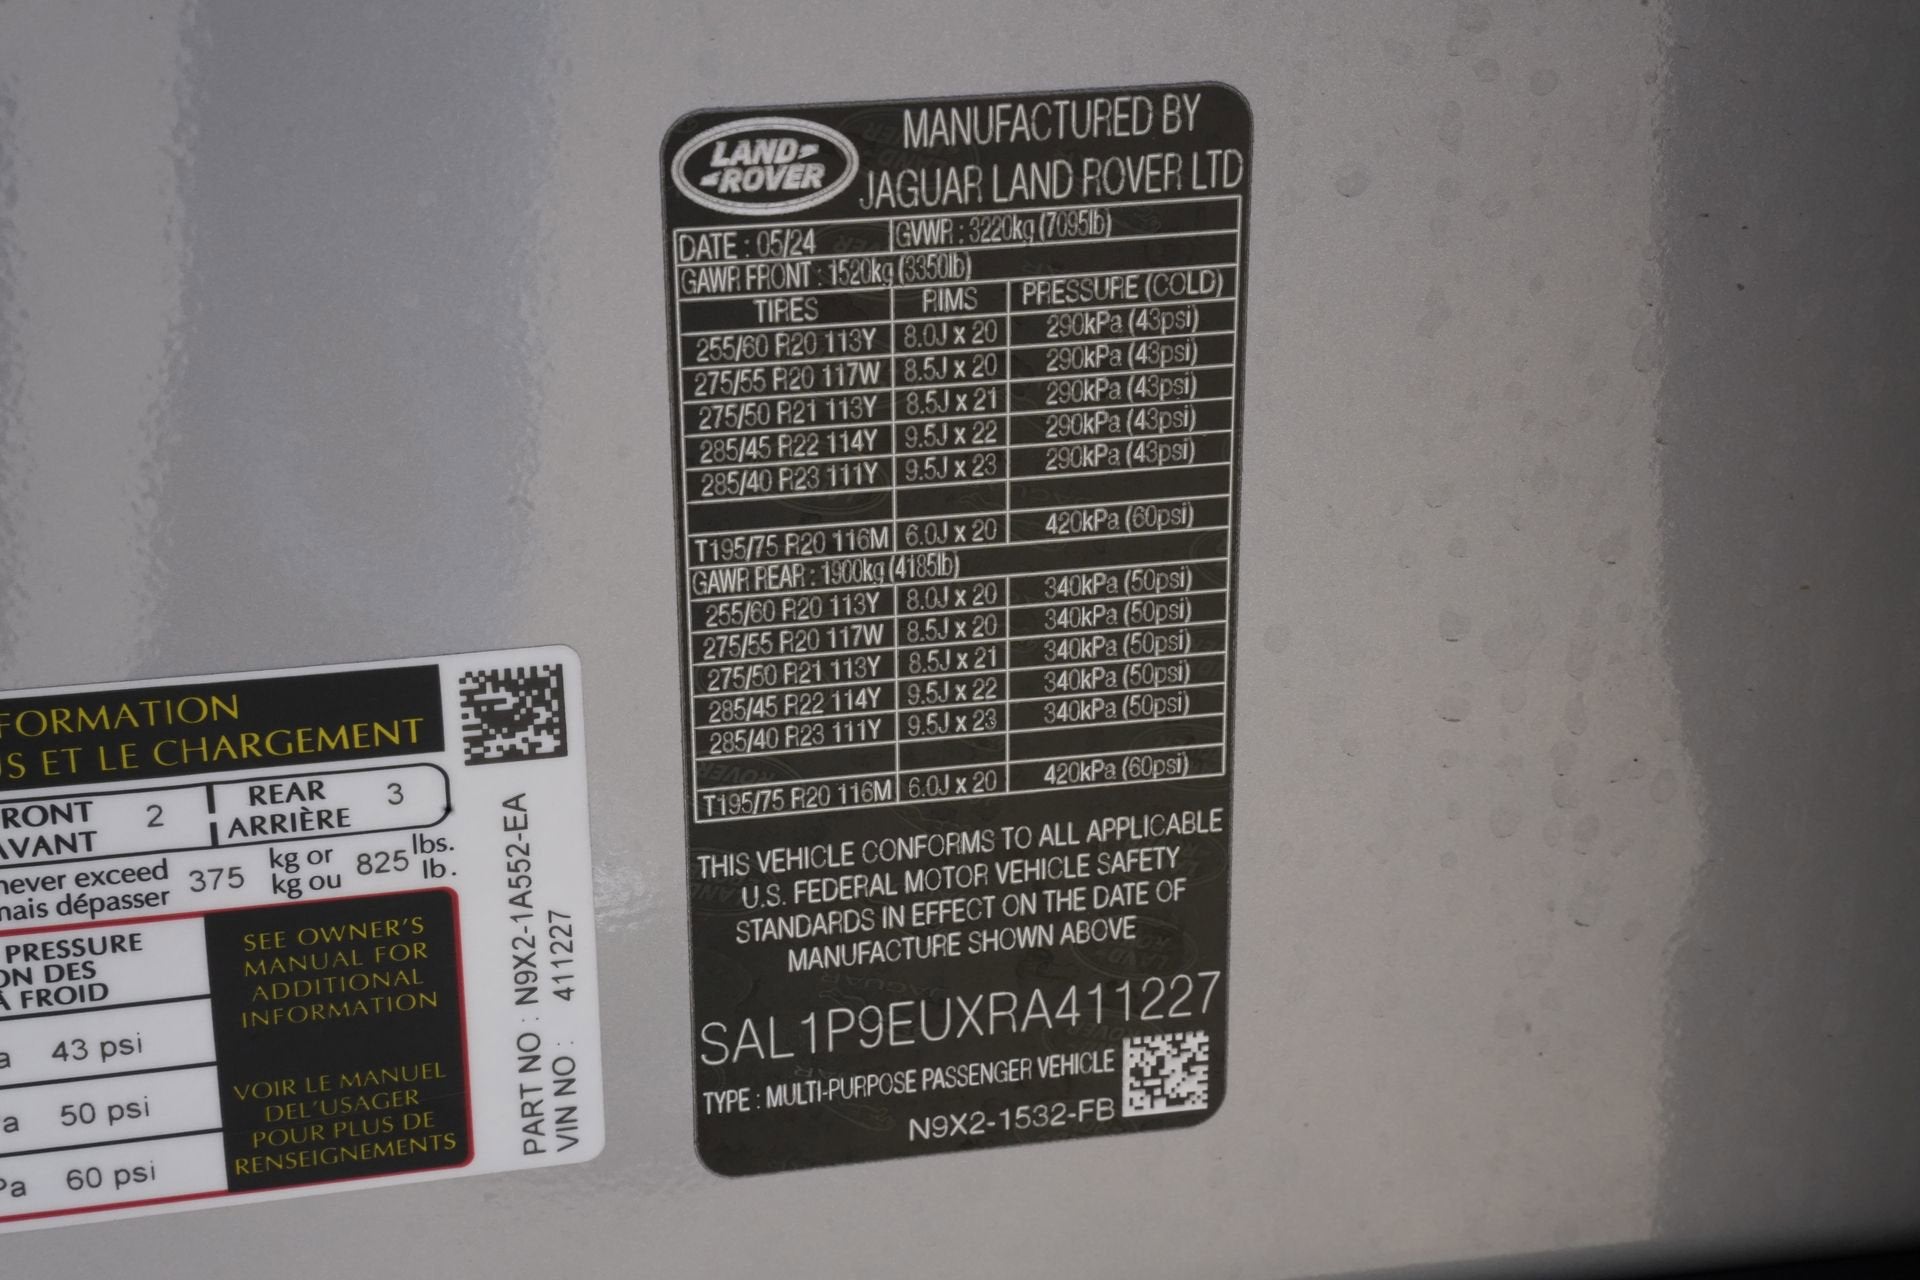 LAND-
-ROVER
MANUFACTURED BY
JAGUAR LAND ROVER LTD
DATE : 05/24 GVWR : 3220kg (7095lb)
GAWR FRONT : 1520kg (3350lb)
TIRES RIMS PRESSURE (COLD)
255/60 R20 113Y 8.0J x 20 290kPa (43psi)
275/55 R20 117W 8.5J x 20 290kPa (43psi)
275/50 R21 113Y 8.5J x 21 290kPa (43psi)
285/45 R22 114Y 9.5J x 22 290kPa (43psi)
285/40 R23 111Y 9.5J x 23 290kPa (43psi)
T195/75 R20 116M 6.0J x 20 420kPa (60psi)
GAWR REAR : 1900kg (4185lb)
255/60 R20 113Y 8.0J x 20 340kPa (50psi)
275/55 R20 117W 8.5J x 20 340kPa (50psi)
275/50 R21 113Y 8.5J x 21 340kPa (50psi)
285/45 R22 114Y 9.5J x 22 340kPa (50psi)
285/40 R23 111Y 9.5J x 23 340kPa (50psi)
T195/75 R20 116M 6.0J x 20 420kPa (60psi)
THIS VEHICLE CONFORMS TO ALL APPLICABLE
U.S. FEDERAL MOTOR VEHICLE SAFETY
STANDARDS IN EFFECT ON THE DATE OF
MANUFACTURE SHOWN ABOVE
SAL1P9EUXRA411227
TYPE : MULTI-PURPOSE PASSENGER VEHICLE
N9X2-1532-FB
FORMATION
US ET LE CHARGEMENT
RONT 2 REAR 3
AVANT ARRIÈRE
never exceed 375 kg or 825 lbs.
mais dépasser kg ou lb.
PRESSURE
ON DES
À FROID
a 43 psi
a 50 psi
Pa 60 psi
SEE OWNER'S
MANUAL FOR
ADDITIONAL
INFORMATION
VOIR LE MANUEL
DEL'USAGER
POUR PLUS DE
RENSEIGNEMENTS
PART NO : N9X2-1A552-EA
VIN NO : 411227